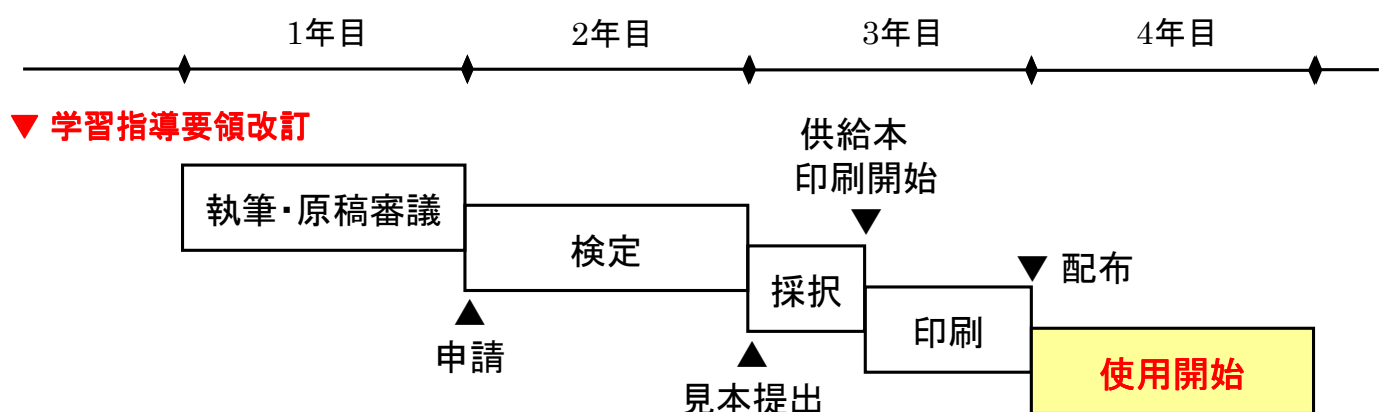 1年目
2年目
3年目
4年目
▼ 学習指導要領改訂
供給本
印刷開始
執筆・原稿審議
検定
配布
採択
印刷
申請
使用開始
見本提出